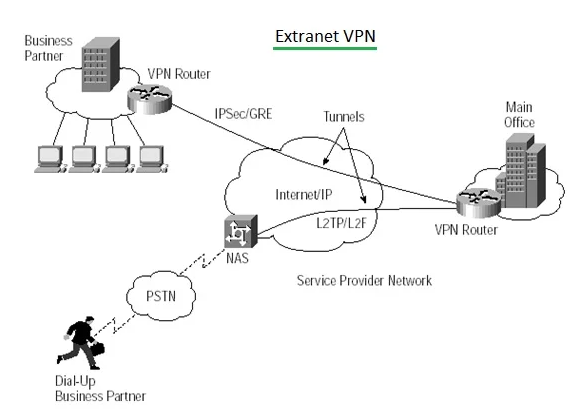 Extranet VPN
Business
Partner
VPN Router
IPSec/GRE
Tunnels
Main
Office
Internet/IP
L2TP/L2F
VPN Router
NAS
Service Provider Network
PSTN
Dial-Up
Business Partner